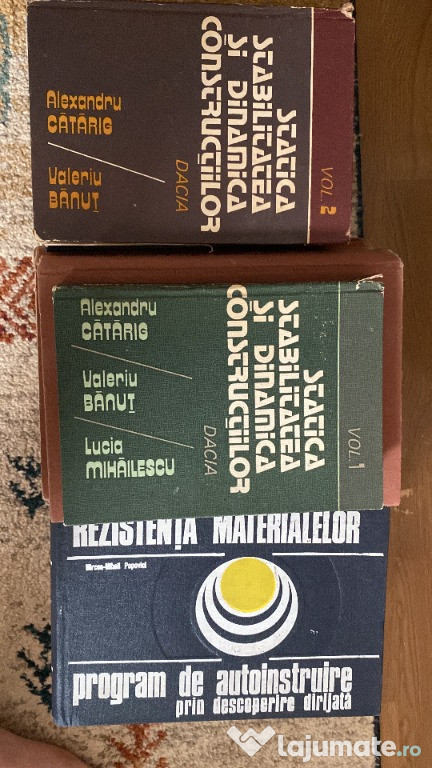 Alexandru
CĂTĂRIG
Valeriu
BĂNUȚ
STATICA
STABILITATEA
ȘI DINAMICA
CONSTRUCȚIILOR
DACIA
VOL. 2
Alexandru
CĂTĂRIG
Valeriu
BĂNUȚ
Lucia
MIHĂILESCU
STATICA
STABILITATEA
ȘI DINAMICA
CONSTRUCȚIILOR
DACIA
VOL. 1
REZISTENȚA MATERIALELOR
Mircea-Mihail Popovici
program de autoinstruire
prin descoperire dirijată
lajumate.ro